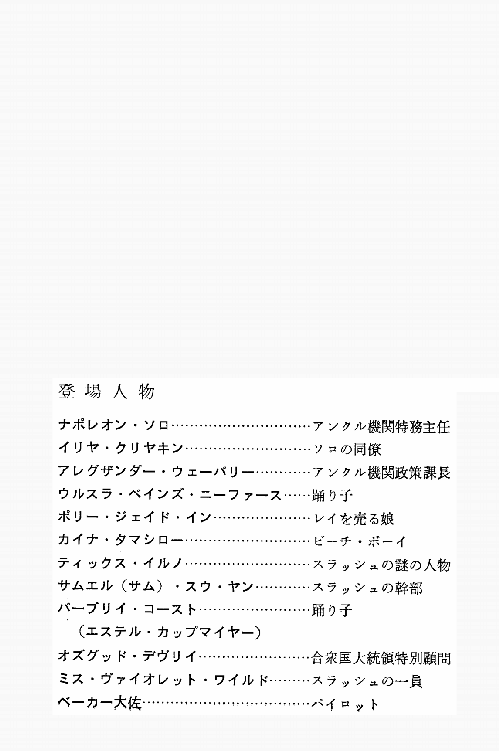 登場人物
ナポレオン・ソロ……………………………アンクル機関特務主任
イリヤ・クリヤキン…………………………ソロの同僚
アレグザンダー・ウェーバリー…………アンクル機関政策課長
ウルスラ・ベインズ・ニーファース……踊り子
ポリー・ジェイド・イン…………………レイを売る娘
カイナ・タマシロー………………………ビーチ・ボーイ
ティックス・イルノ………………………スラッシュの謎の人物
サムエル（サム）・スウ・ヤン…………スラッシュの幹部
バーブリイ・コースト……………………踊り子
（エステル・カップマイヤー）
オズグッド・デヴリイ……………………合衆国大統領特別顧問
ミス・ヴァイオレット・ワイルド………スラッシュの一員
ベーカー大佐………………………………パイロット